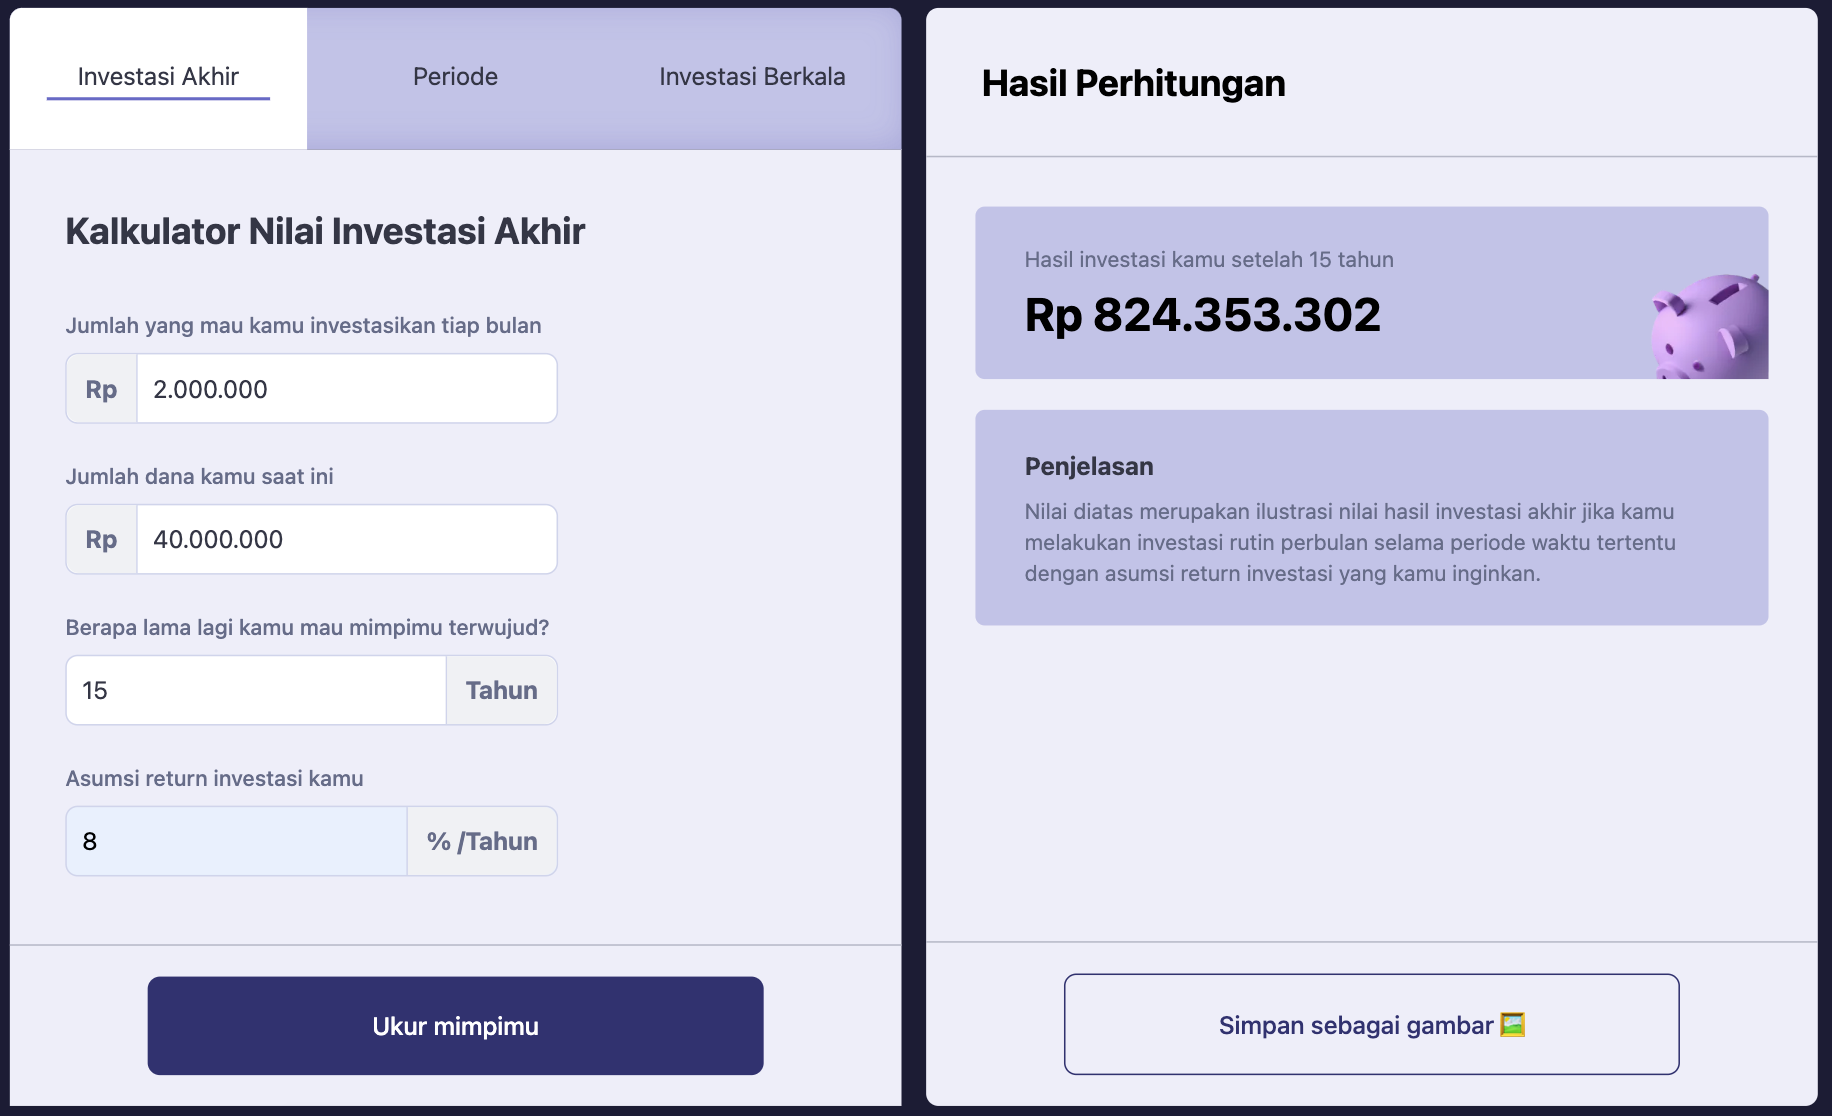 Investasi Akhir
Periode
Investasi Berkala
Kalkulator Nilai Investasi Akhir
Jumlah yang mau kamu investasikan tiap bulan
Rp 2.000.000
Jumlah dana kamu saat ini
Rp 40.000.000
Berapa lama lagi kamu mau mimpimu terwujud?
15 Tahun
Asumsi return investasi kamu
8 % /Tahun
Ukur mimpimu
Hasil Perhitungan
Hasil investasi kamu setelah 15 tahun
Rp 824.353.302
Penjelasan
Nilai diatas merupakan ilustrasi nilai hasil investasi akhir jika kamu
melakukan investasi rutin perbulan selama periode waktu tertentu
dengan asumsi return investasi yang kamu inginkan.
Simpan sebagai gambar